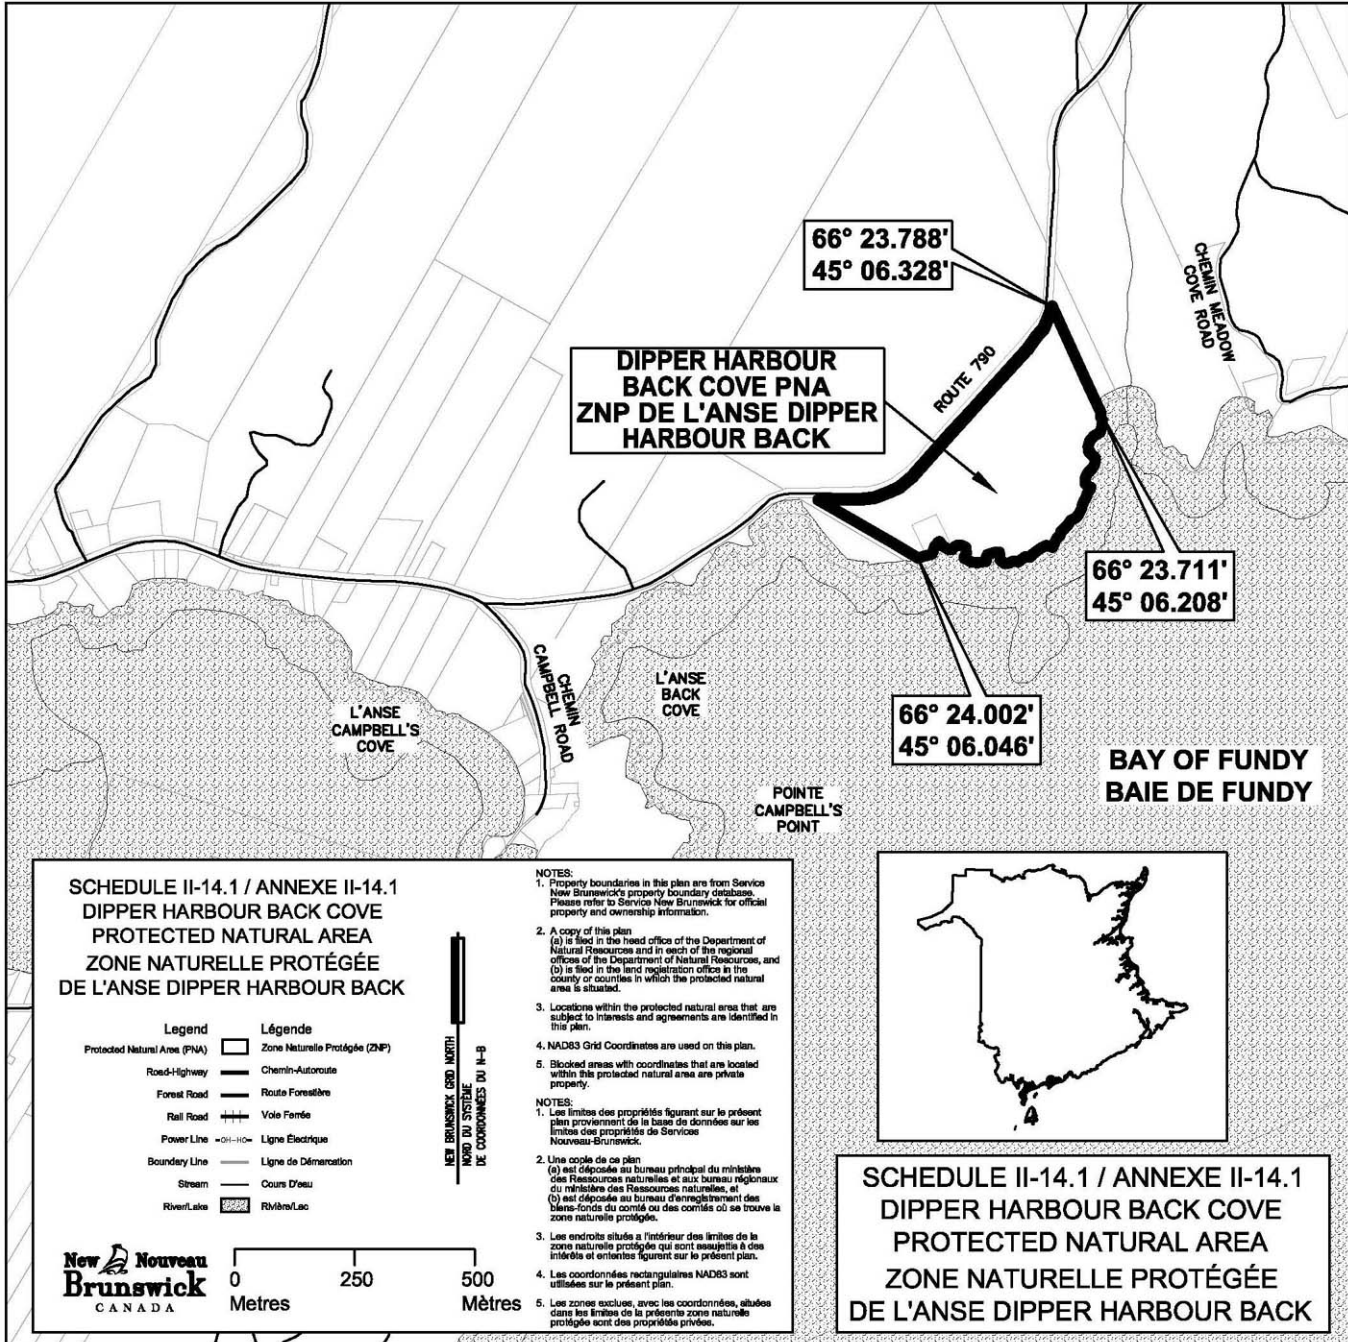 66° 23.788'
45° 06.328'
CHEMIN MEADOW
COVE ROAD
DIPPER HARBOUR
BACK COVE PNA
ZNP DE L'ANSE DIPPER
HARBOUR BACK
ROUTE 790
66° 23.711'
45° 06.208'
66° 24.002'
45° 06.046'
CHEMIN
CAMPBELL ROAD
L'ANSE
BACK
COVE
L'ANSE
CAMPBELL'S
COVE
BAY OF FUNDY
BAIE DE FUNDY
POINTE
CAMPBELL'S
POINT
SCHEDULE II-14.1 / ANNEXE II-14.1
DIPPER HARBOUR BACK COVE
PROTECTED NATURAL AREA
ZONE NATURELLE PROTÉGÉE
DE L'ANSE DIPPER HARBOUR BACK
Legend Légende
Protected Natural Area (PNA) Zone Naturelle Protégée (ZNP)
Road-Highway Chemin-Autoroute
Forest Road Route Forestière
Rail Road Voie Ferrée
Power Line -OH-HO- Ligne Électrique
Boundary Line Ligne de Démarcation
Stream Cours D'eau
River/Lake Rivière/Lac
NEW BRUNSWICK GRID NORTH
NORD DU SYSTÈME
DE COORDONNÉES DU N-B
New Nouveau
Brunswick
CANADA
0 250 500
Metres Mètres
NOTES:
1. Property boundaries in this plan are from Service
New Brunswick's property boundary database.
Please refer to Service New Brunswick for official
property and ownership information.
2. A copy of this plan
(a) is filed in the head office of the Department of
Natural Resources and in each of the regional
offices of the Department of Natural Resources, and
(b) is filed in the land registration office in the
county or counties in which the protected natural
area is situated.
3. Locations within the protected natural area that are
subject to interests and agreements are identified in
this plan.
4. NAD83 Grid Coordinates are used on this plan.
5. Blocked areas with coordinates that are located
within this protected natural area are private
property.
NOTES:
1. Les limites des propriétés figurant sur le présent
plan proviennent de la base de données sur les
limites des propriétés de Services
Nouveau-Brunswick.
2. Une copie de ce plan
(a) est déposée au bureau principal du ministère
des Ressources naturelles et aux bureau régionaux
du ministère des Ressources naturelles, et
(b) est déposée au bureau d'enregistrement des
biens-fonds du comté ou des comtés où se trouve la
zone naturelle protégée.
3. Les endroits situés a l'intérieur des limites de la
zone naturelle protégée qui sont assujettis à des
intérêts et ententes figurent sur le présent plan.
4. Les coordonnées rectangulaires NAD83 sont
utilisées sur le présent plan.
5. Les zones exclues, avec les coordonnées, situées
dans les limites de la présente zone naturelle
protégée sont des propriétés privées.
SCHEDULE II-14.1 / ANNEXE II-14.1
DIPPER HARBOUR BACK COVE
PROTECTED NATURAL AREA
ZONE NATURELLE PROTÉGÉE
DE L'ANSE DIPPER HARBOUR BACK